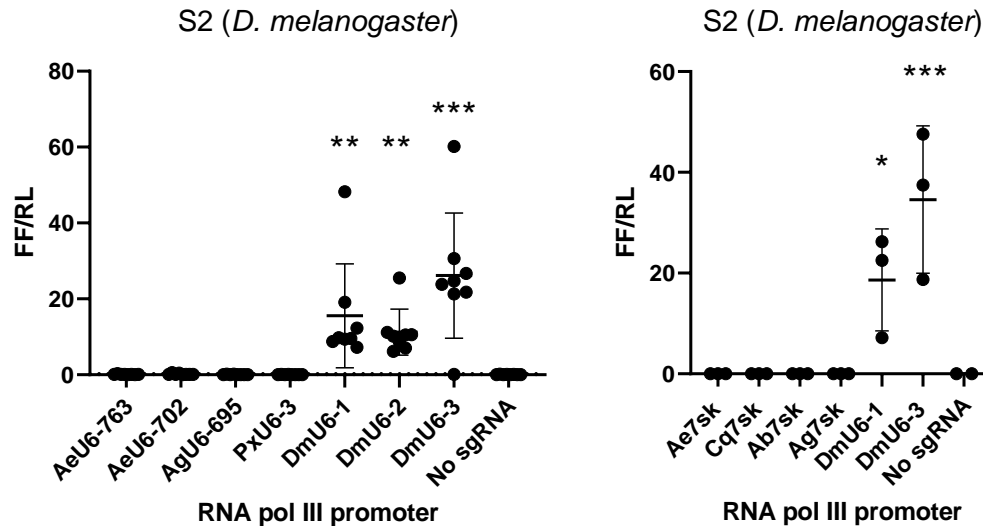 S2 (D. melanogaster)
80
60
40
20
0
FF/RL
**
**
***
AeU6-763
AeU6-702
AgU6-695
PxU6-3
DmU6-1
DmU6-2
DmU6-3
No sgRNA
RNA pol III promoter
S2 (D. melanogaster)
60
40
20
0
FF/RL
*
***
Ae7sk
Cq7sk
Ab7sk
Ag7sk
DmU6-1
DmU6-3
No sgRNA
RNA pol III promoter